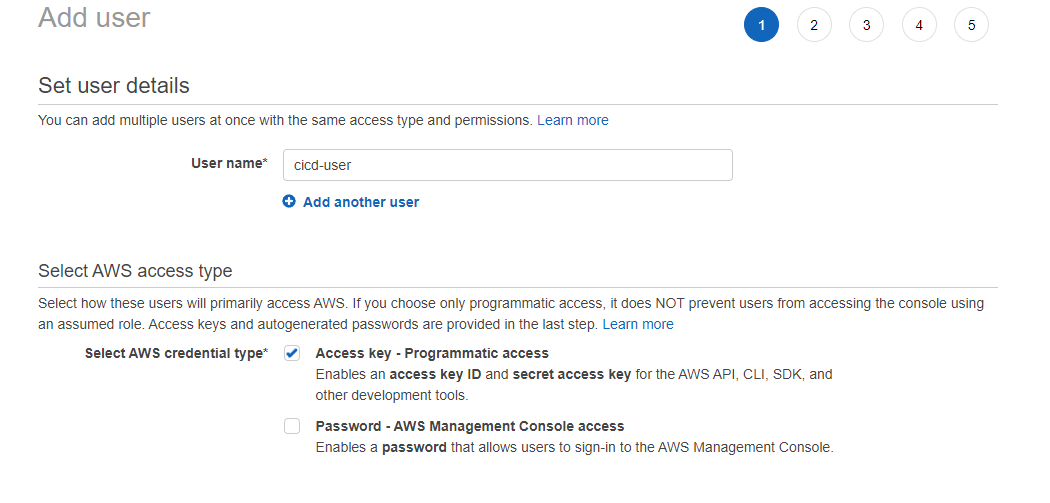 Add user
1 2 3 4 5
Set user details
You can add multiple users at once with the same access type and permissions. Learn more
User name* cicd-user
Add another user
Select AWS access type
Select how these users will primarily access AWS. If you choose only programmatic access, it does NOT prevent users from accessing the console using
an assumed role. Access keys and autogenerated passwords are provided in the last step. Learn more
Select AWS credential type* Access key - Programmatic access
Enables an access key ID and secret access key for the AWS API, CLI, SDK, and
other development tools.
Password - AWS Management Console access
Enables a password that allows users to sign-in to the AWS Management Console.